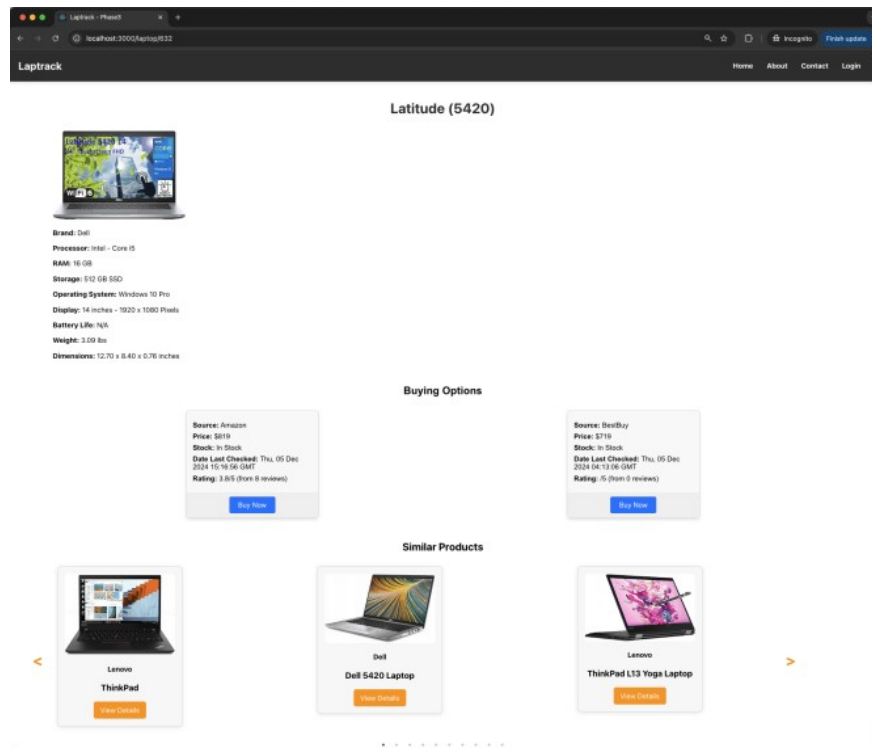 Laptrack - Phase3
localhost:3000/laptop/632
Incognito
Finish update
Laptrack
Home About Contact Login
Latitude (5420)
Brand: Dell
Processor: Intel - Core i5
RAM: 16 GB
Storage: 512 GB SSD
Operating System: Windows 10 Pro
Display: 14 inches - 1920 x 1080 Pixels
Battery Life: N/A
Weight: 3.09 lbs
Dimensions: 12.70 x 8.40 x 0.76 inches
Buying Options
Source: Amazon
Price: $819
Stock: In Stock
Date Last Checked: Thu, 05 Dec
2024 15:16:56 GMT
Rating: 3.8/5 (from 8 reviews)
Buy Now
Source: BestBuy
Price: $719
Stock: In Stock
Date Last Checked: Thu, 05 Dec
2024 04:13:06 GMT
Rating: /5 (from 0 reviews)
Buy Now
Similar Products
<
Lenovo
ThinkPad
View Details
Dell
Dell 5420 Laptop
View Details
Lenovo
ThinkPad L13 Yoga Laptop
View Details
>